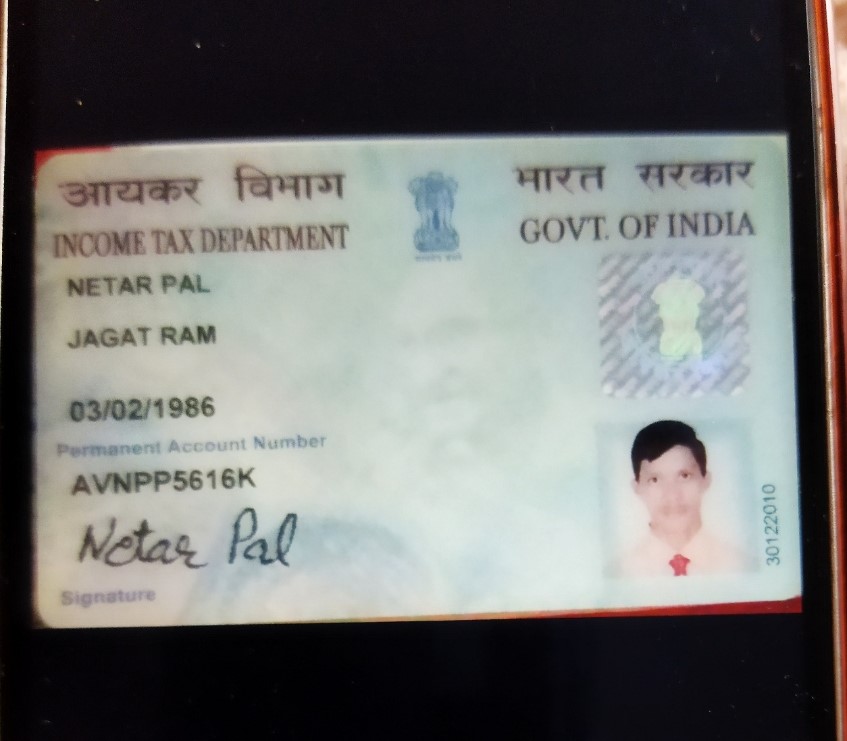 आयकर विभाग
INCOME TAX DEPARTMENT
भारत सरकार
GOVT. OF INDIA
NETAR PAL
JAGAT RAM
03/02/1986
Permanent Account Number
AVNPP5616K
Netar Pal
Signature
30122010